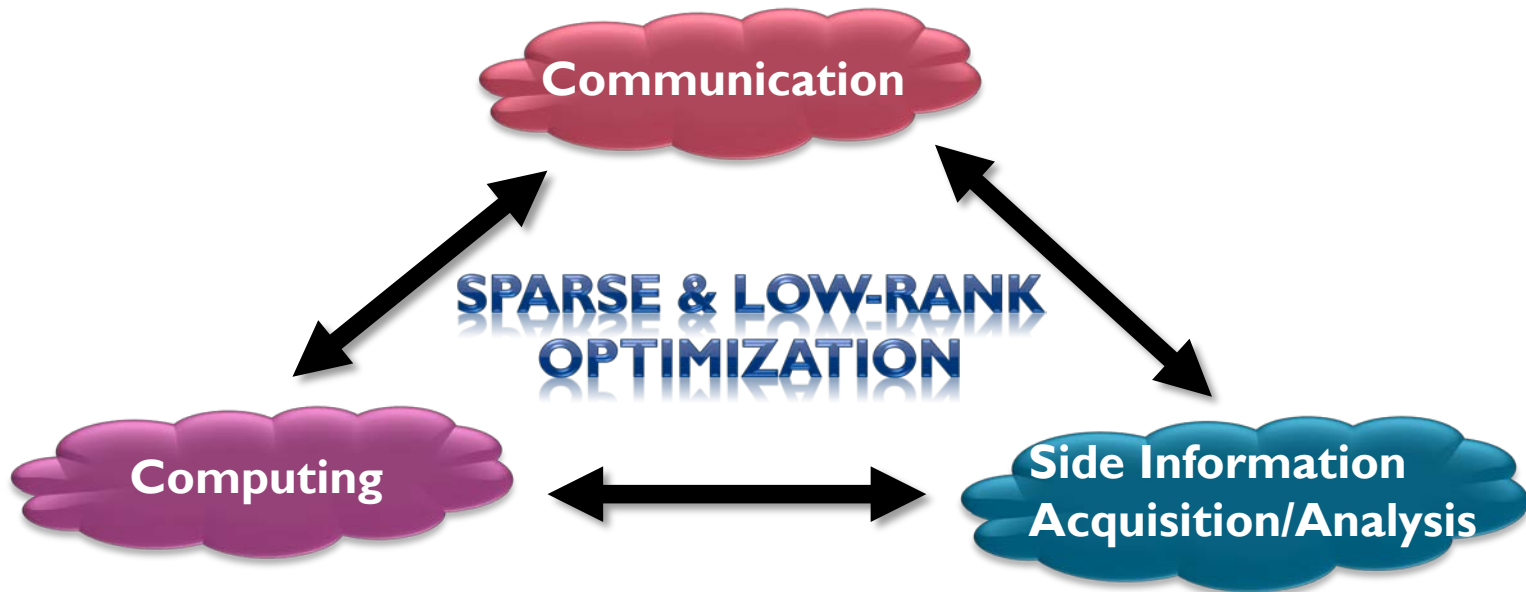 Communication
SPARSE & LOW-RANK
OPTIMIZATION
Computing
Side Information
Acquisition/Analysis